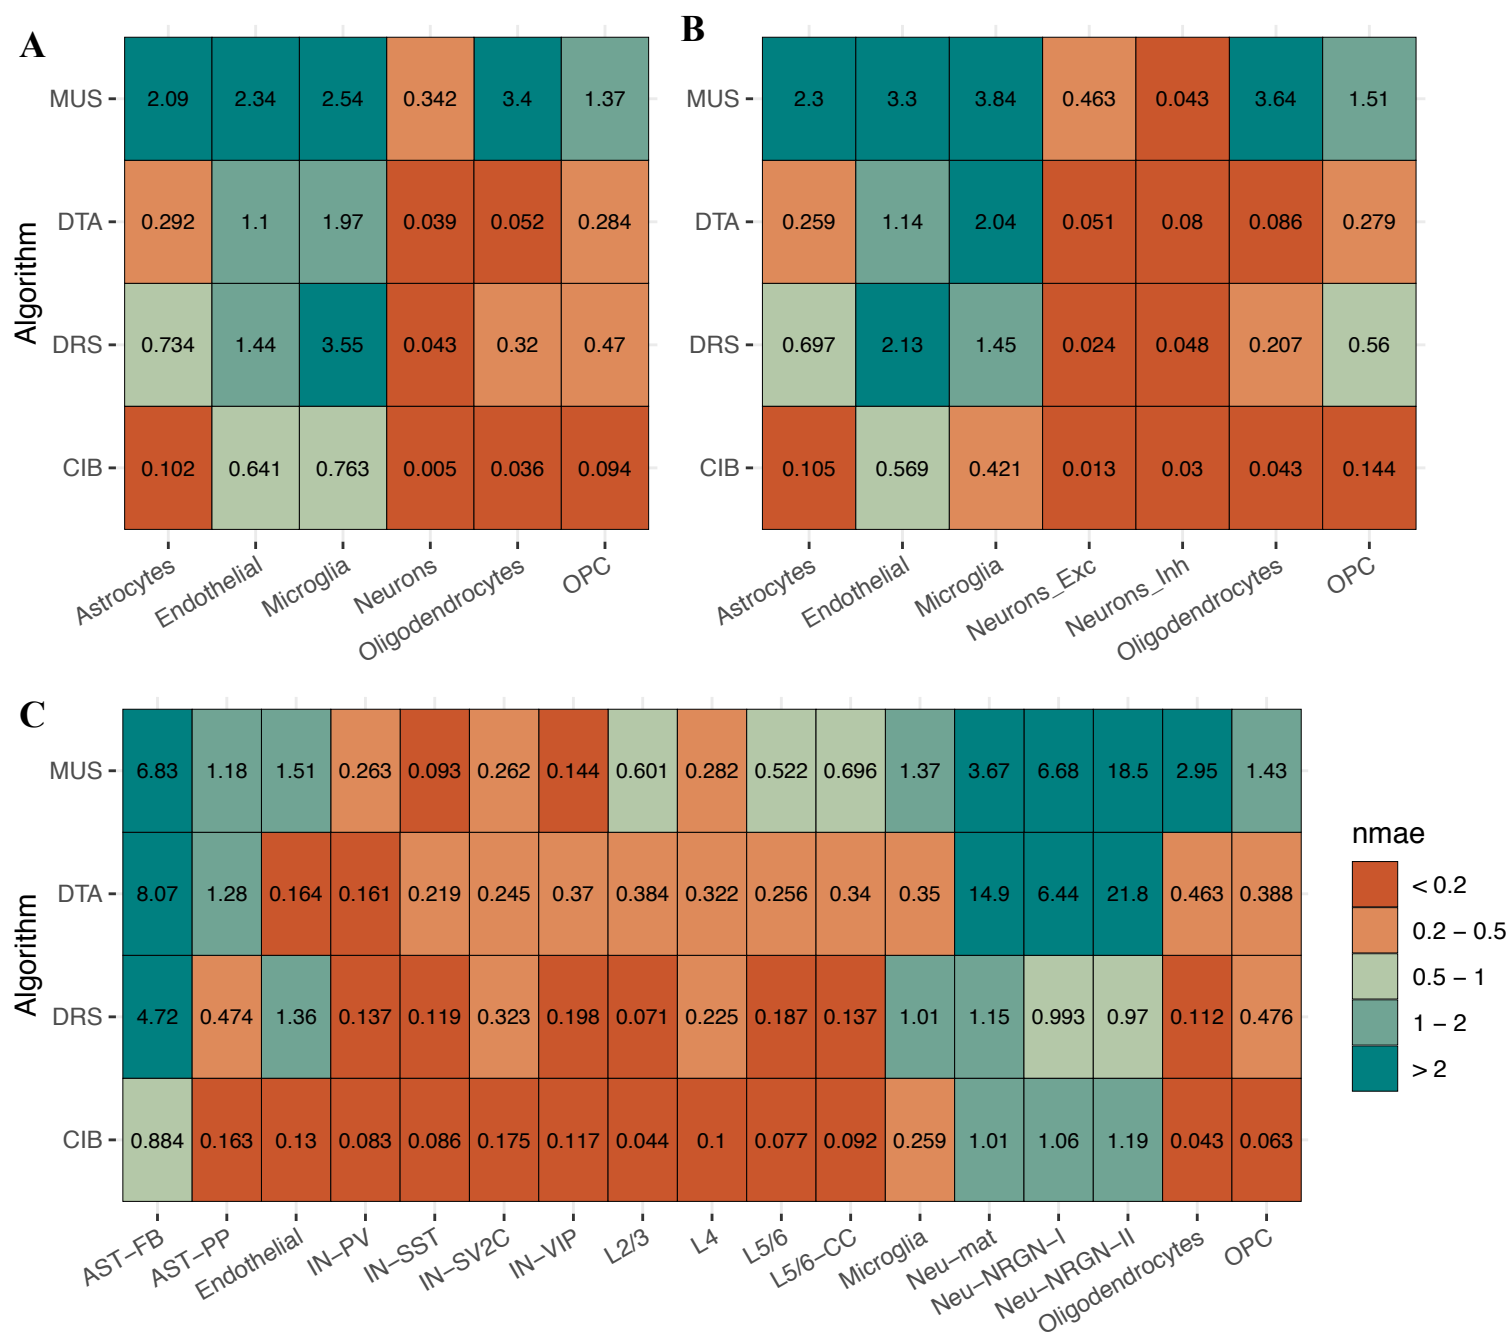 A
Algorithm
MUS 2.09 2.34 2.54 0.342 3.4 1.37
DTA 0.292 1.1 1.97 0.039 0.052 0.284
DRS 0.734 1.44 3.55 0.043 0.32 0.47
CIB 0.102 0.641 0.763 0.005 0.036 0.094
Astrocytes Endothelial Microglia Neurons Oligodendrocytes OPC
B
MUS 2.3 3.3 3.84 0.463 0.043 3.64 1.51
DTA 0.259 1.14 2.04 0.051 0.08 0.086 0.279
DRS 0.697 2.13 1.45 0.024 0.048 0.207 0.56
CIB 0.105 0.569 0.421 0.013 0.03 0.043 0.144
Astrocytes Endothelial Microglia Neurons_Exc Neurons_Inh Oligodendrocytes OPC
C
Algorithm
MUS 6.83 1.18 1.51 0.263 0.093 0.262 0.144 0.601 0.282 0.522 0.696 1.37 3.67 6.68 18.5 2.95 1.43
DTA 8.07 1.28 0.164 0.161 0.219 0.245 0.37 0.384 0.322 0.256 0.34 0.35 14.9 6.44 21.8 0.463 0.388
DRS 4.72 0.474 1.36 0.137 0.119 0.323 0.198 0.071 0.225 0.187 0.137 1.01 1.15 0.993 0.97 0.112 0.476
CIB 0.884 0.163 0.13 0.083 0.086 0.175 0.117 0.044 0.1 0.077 0.092 0.259 1.01 1.06 1.19 0.043 0.063
AST−FB AST−PP Endothelial IN−PV IN−SST IN−SV2C IN−VIP L2/3 L4 L5/6 L5/6−CC Microglia Neu−mat Neu−NRGN−I Neu−NRGN−II Oligodendrocytes OPC
nmae
< 0.2
0.2 − 0.5
0.5 − 1
1 − 2
> 2